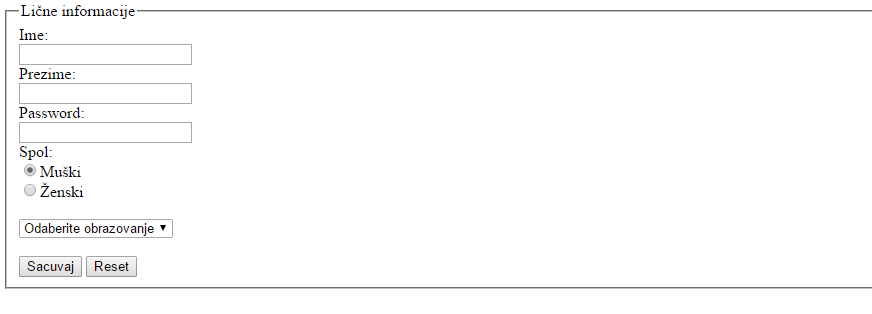 Lične informacije
Ime:
Prezime:
Password:
Spol:
Muški
Ženski
Odaberite obrazovanje
Sacuvaj Reset